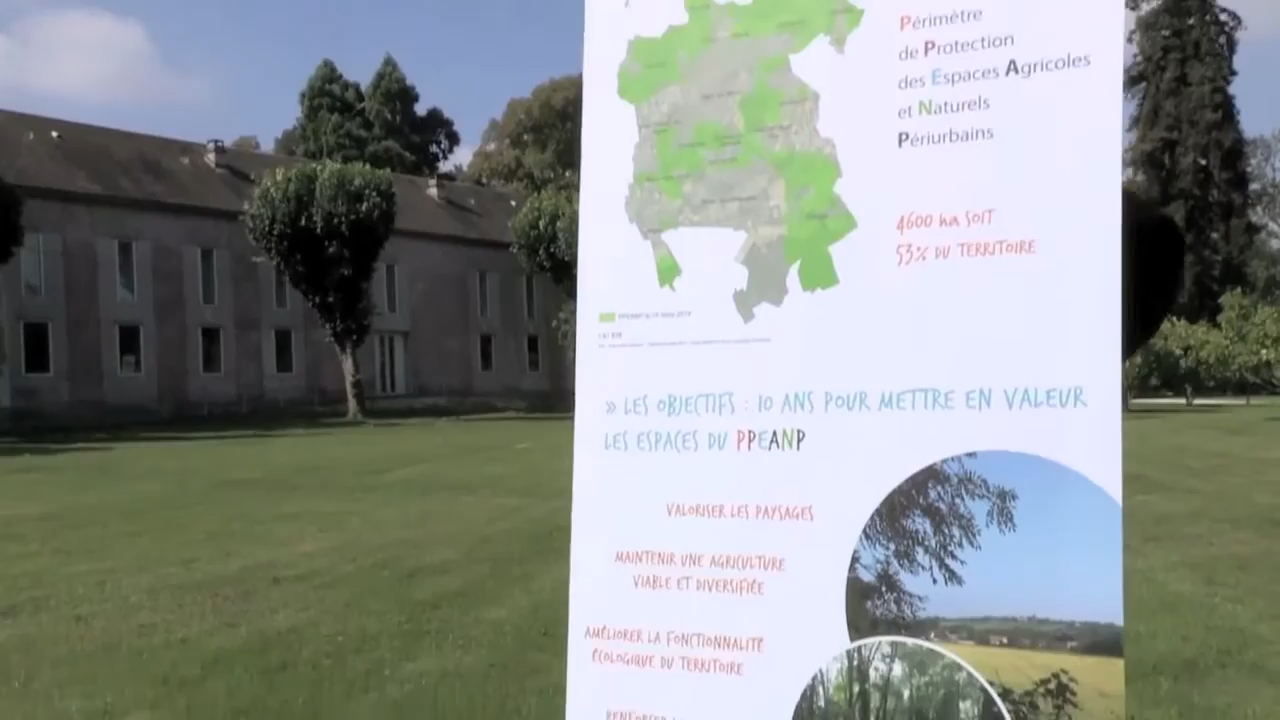 Périmètre
de Protection
des Espaces Agricoles
et Naturels
Périurbains
4600 ha SOIT
53% DU TERRITOIRE
» LES OBJECTIFS : 10 ANS POUR METTRE EN VALEUR
LES ESPACES DU PPEANP
VALORISER LES PAYSAGES
MAINTENIR UNE AGRICULTURE
VIABLE ET DIVERSIFIÉE
AMÉLIORER LA FONCTIONNALITÉ
ÉCOLOGIQUE DU TERRITOIRE